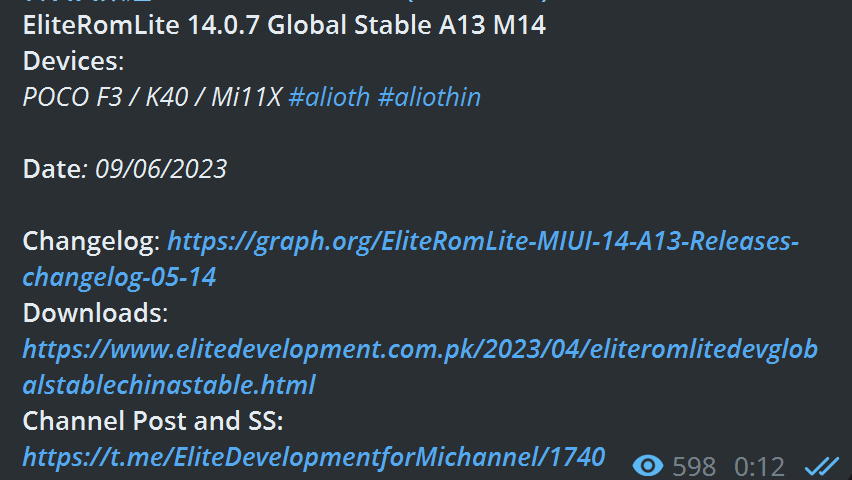 EliteRomLite 14.0.7 Global Stable A13 M14
Devices:
POCO F3 / K40 / Mi11X #alioth #aliothin
Date: 09/06/2023
Changelog: https://graph.org/EliteRomLite-MIUI-14-A13-Releases-
changelog-05-14
Downloads:
https://www.elitedevelopment.com.pk/2023/04/eliteromlitedevglob
alstablechinastable.html
Channel Post and SS:
https://t.me/EliteDevelopmentforMichannel/1740
598 0:12